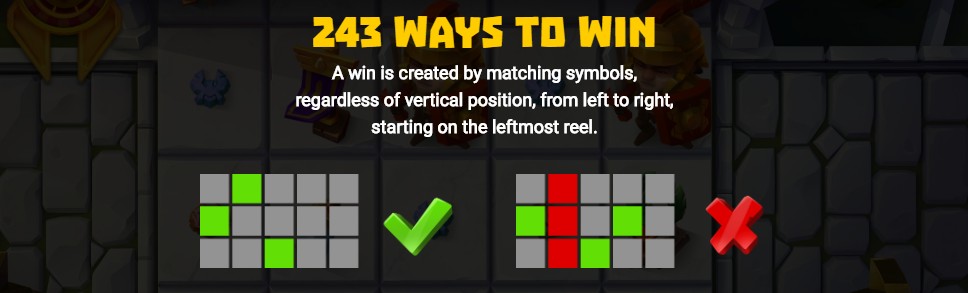 243 WAYS TO WIN
A win is created by matching symbols,
regardless of vertical position, from left to right,
starting on the leftmost reel.